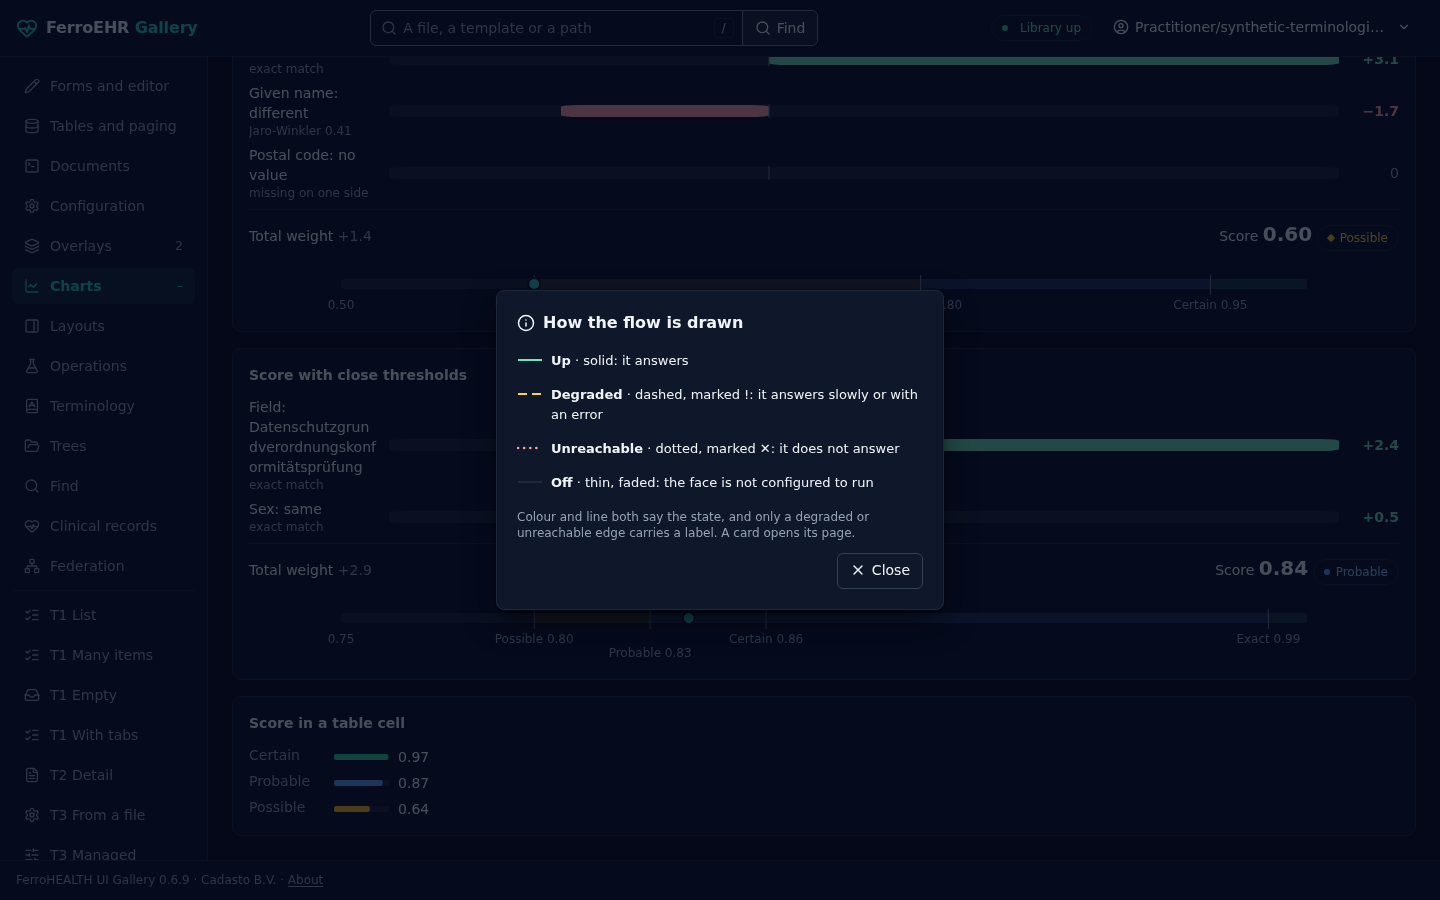 FerroEHR Gallery
A file, a template or a path
/
Find
Library up
Practitioner/synthetic-terminologi…
Forms and editor
Tables and paging
Documents
Configuration
Overlays 2
Charts -
Layouts
Operations
Terminology
Trees
Find
Clinical records
Federation
T1 List
T1 Many items
T1 Empty
T1 With tabs
T2 Detail
T3 From a file
T3 Managed
exact match
+3.1
Given name:
different
Jaro-Winkler 0.41
−1.7
Postal code: no
value
missing on one side
0
Total weight +1.4
Score 0.60 Possible
0.50
.80
Certain 0.95
Score with close thresholds
Field:
Datenschutzgrun
dverordnungskonf
ormitätsprüfung
exact match
+2.4
Sex: same
exact match
+0.5
Total weight +2.9
Score 0.84 Probable
0.75
Possible 0.80
Certain 0.86
Exact 0.99
Probable 0.83
Score in a table cell
Certain 0.97
Probable 0.87
Possible 0.64
How the flow is drawn
Up · solid: it answers
Degraded · dashed, marked !: it answers slowly or with
an error
Unreachable · dotted, marked ✕: it does not answer
Off · thin, faded: the face is not configured to run
Colour and line both say the state, and only a degraded or
unreachable edge carries a label. A card opens its page.
Close
FerroHEALTH UI Gallery 0.6.9 · Cadasto B.V. · About